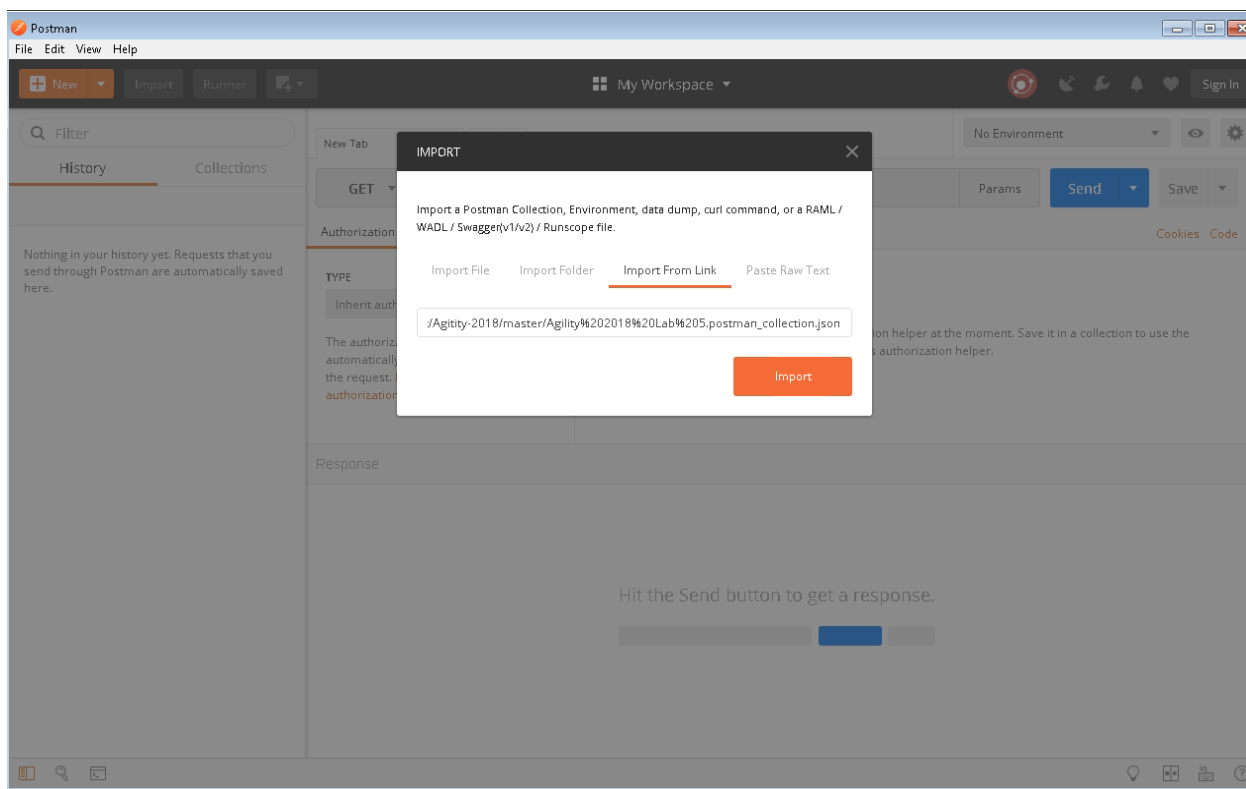 Postman
File Edit View Help
New Import Runner My Workspace Sign In
Filter
History Collections
Nothing in your history yet. Requests that you
send through Postman are automatically saved
here.
New Tab
No Environment
GET
Params Send Save
Authorization
Cookies Code
TYPE
Inherit auth
The authoriz
automatically
the request.
authorization
ion helper at the moment. Save it in a collection to use the
s authorization helper.
IMPORT
Import a Postman Collection, Environment, data dump, curl command, or a RAML /
WADL / Swagger(v1/v2) / Runscope file.
Import File Import Folder Import From Link Paste Raw Text
:/Agitity-2018/master/Agility%202018%20Lab%205.postman_collection.json
Import
Response
Hit the Send button to get a response.